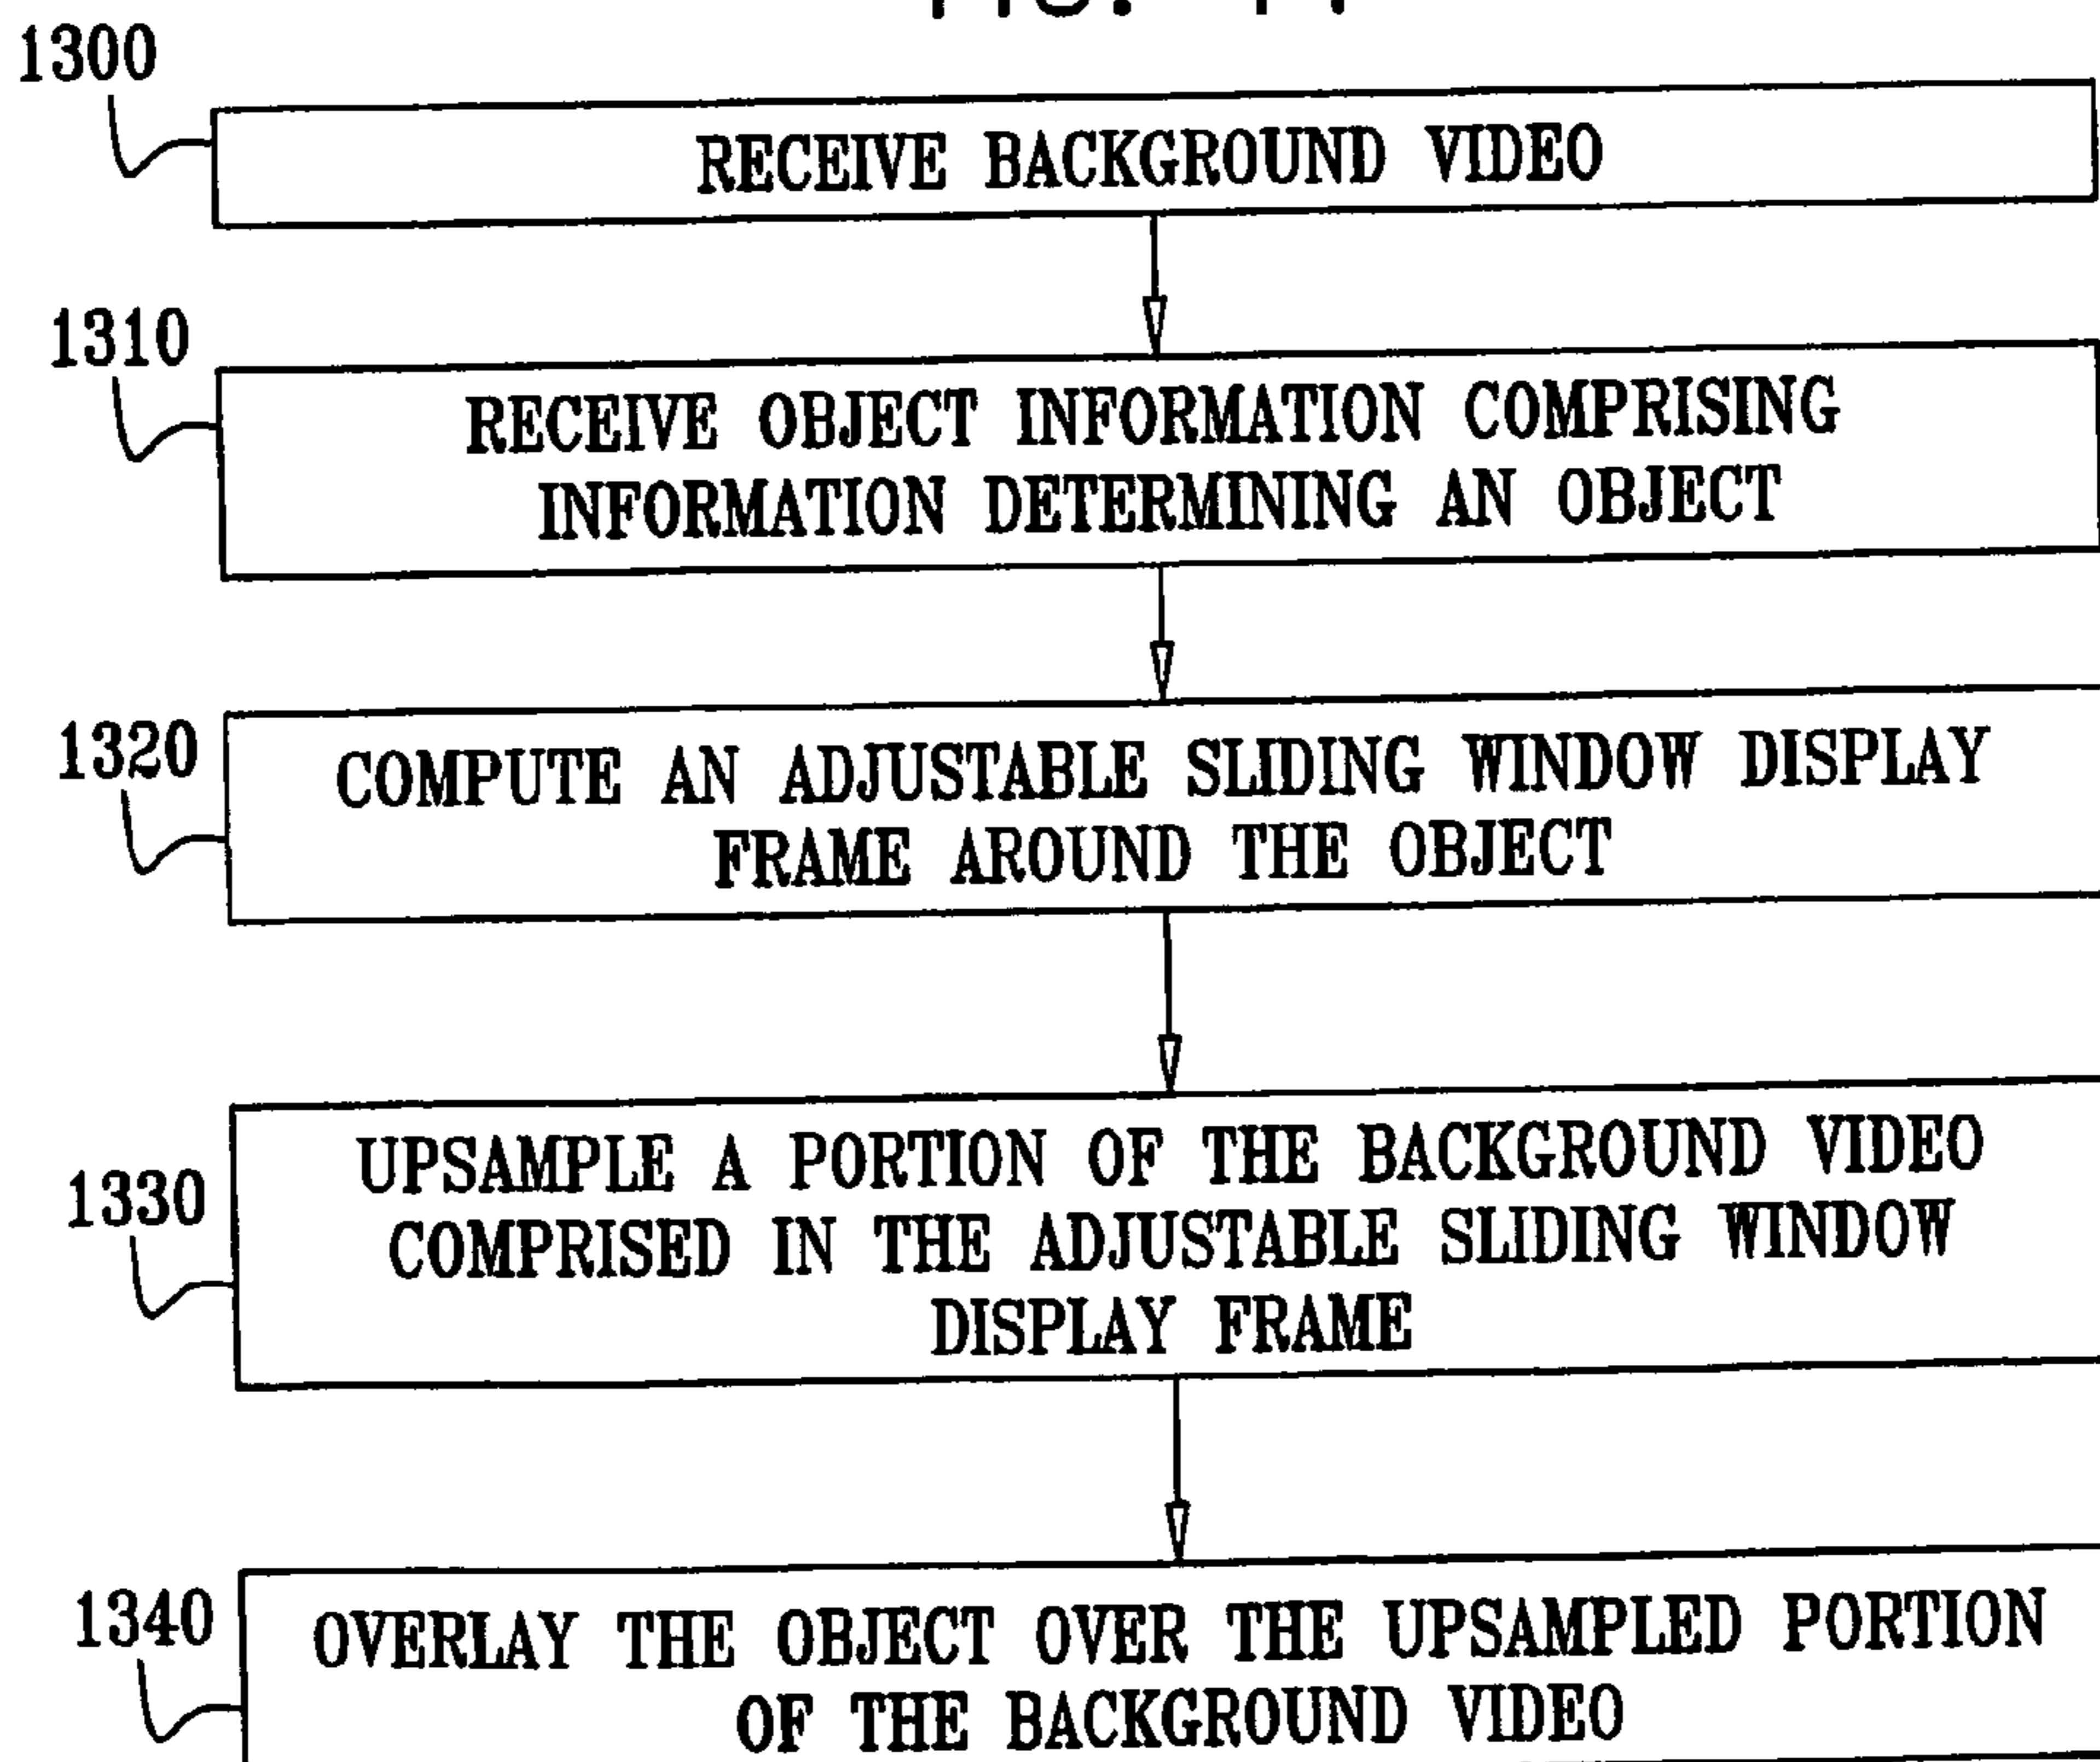 1300
RECEIVE BACKGROUND VIDEO
1310
RECEIVE OBJECT INFORMATION COMPRISING
INFORMATION DETERMINING AN OBJECT
1320
COMPUTE AN ADJUSTABLE SLIDING WINDOW DISPLAY
FRAME AROUND THE OBJECT
1330
UPSAMPLE A PORTION OF THE BACKGROUND VIDEO
COMPRISED IN THE ADJUSTABLE SLIDING WINDOW
DISPLAY FRAME
1340
OVERLAY THE OBJECT OVER THE UPSAMPLED PORTION
OF THE BACKGROUND VIDEO